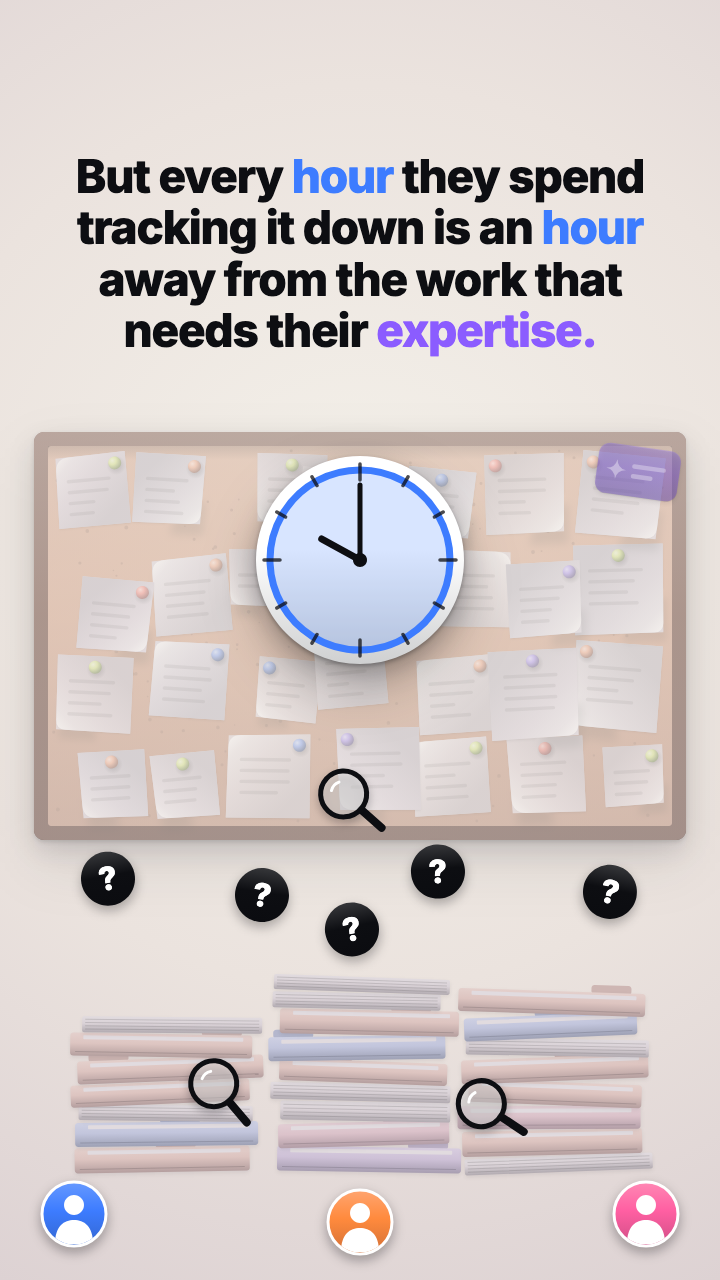 But every hour they spend
tracking it down is an hour
away from the work that
needs their expertise.
?
?
?
?
?